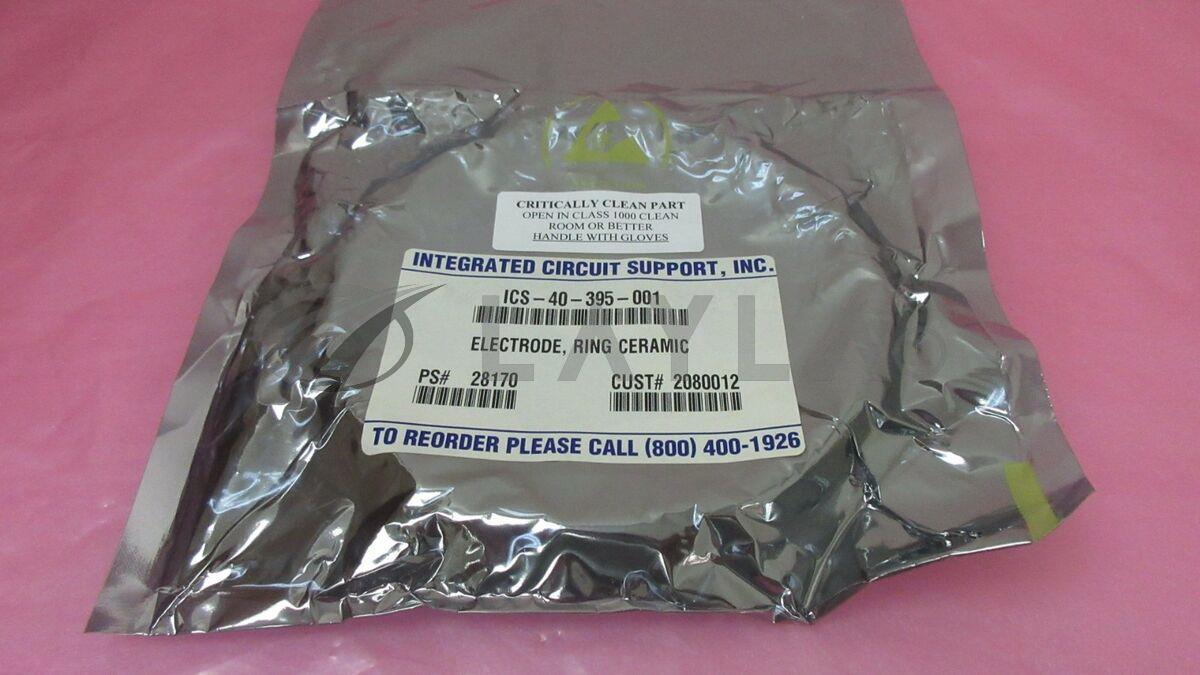 CRITICALLY CLEAN PART
OPEN IN CLASS 1000 CLEAN
ROOM OR BETTER
HANDLE WITH GLOVES
INTEGRATED CIRCUIT SUPPORT, INC.
ICS-40-395-001
ELECTRODE, RING CERAMIC
PS# 28170
CUST# 2080012
TO REORDER PLEASE CALL (800) 400-1926